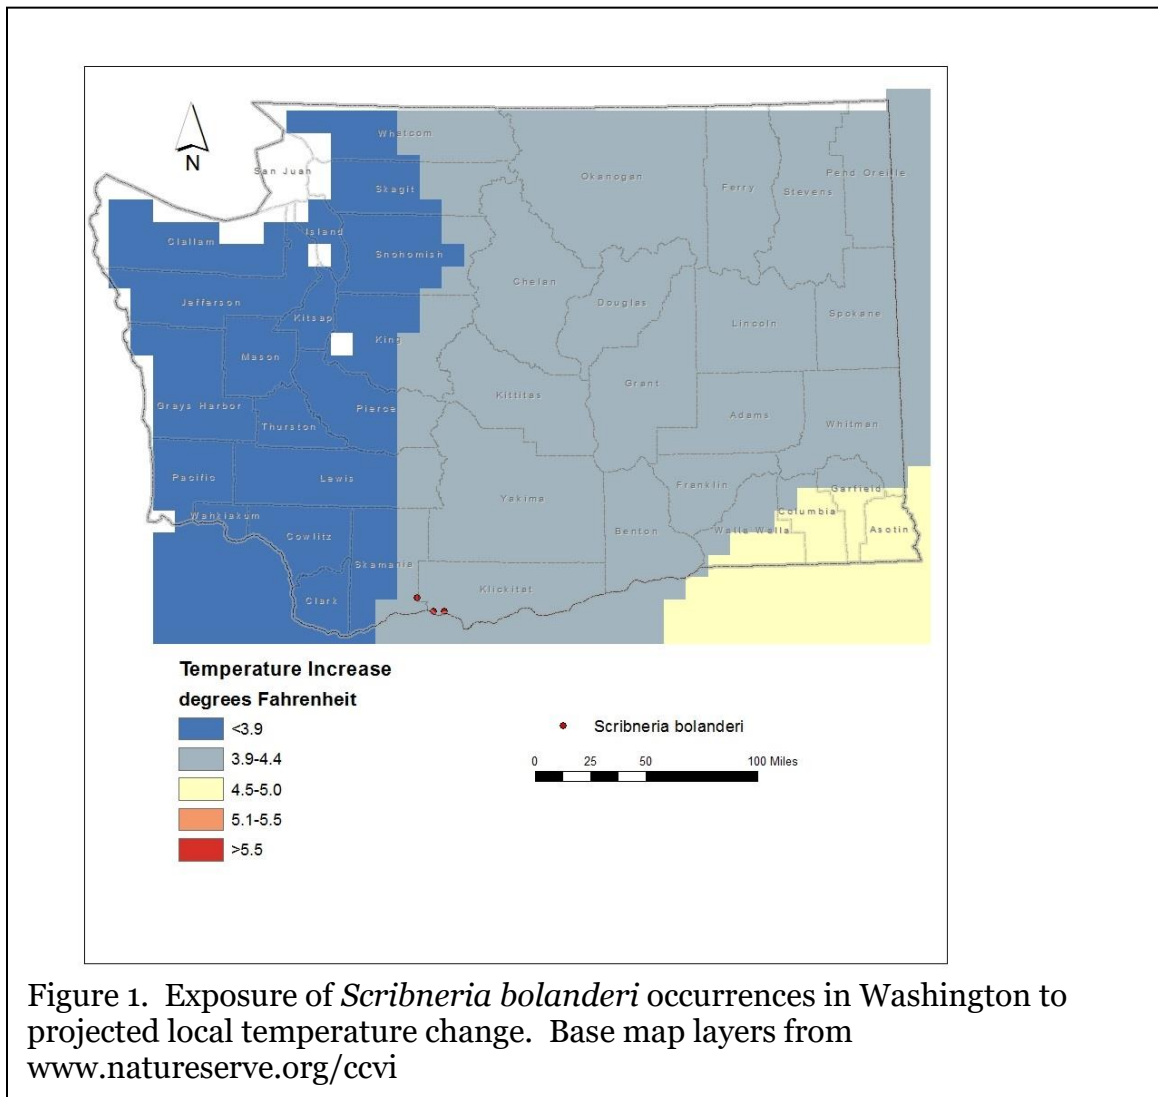 N
Whatcom
San Juan
Skagit
Okanogan
Ferry
Stevens
Pend Oreille
Island
Clallam
Snohomish
Chelan
Douglas
Jefferson
Kitsap
King
Lincoln
Spokane
Mason
Kittitas
Grant
Grays Harbor
Pierce
Thurston
Adams
Whitman
Pacific
Lewis
Yakima
Franklin
Garfield
Wahkiakum
Columbia
Cowlitz
Benton
Walla Walla
Asotin
Skamania
Klickitat
Clark
Temperature Increase
degrees Fahrenheit
<3.9
3.9-4.4
4.5-5.0
5.1-5.5
>5.5
Scribneria bolanderi
0 25 50 100 Miles
Figure 1. Exposure of Scribneria bolanderi occurrences in Washington to
projected local temperature change. Base map layers from
www.natureserve.org/ccvi